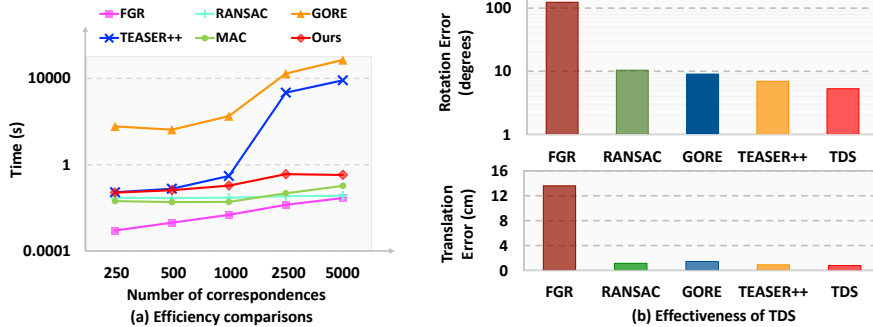 FGR RANSAC GORE
TEASER++ MAC Ours
Time (s)
10000
1
0.0001
250 500 1000 2500 5000
Number of correspondences
(a) Efficiency comparisons
Rotation Error
(degrees)
100
10
1
FGR RANSAC GORE TEASER++ TDS
Translation
Error (cm)
16
12
8
4
0
FGR RANSAC GORE TEASER++ TDS
(b) Effectiveness of TDS